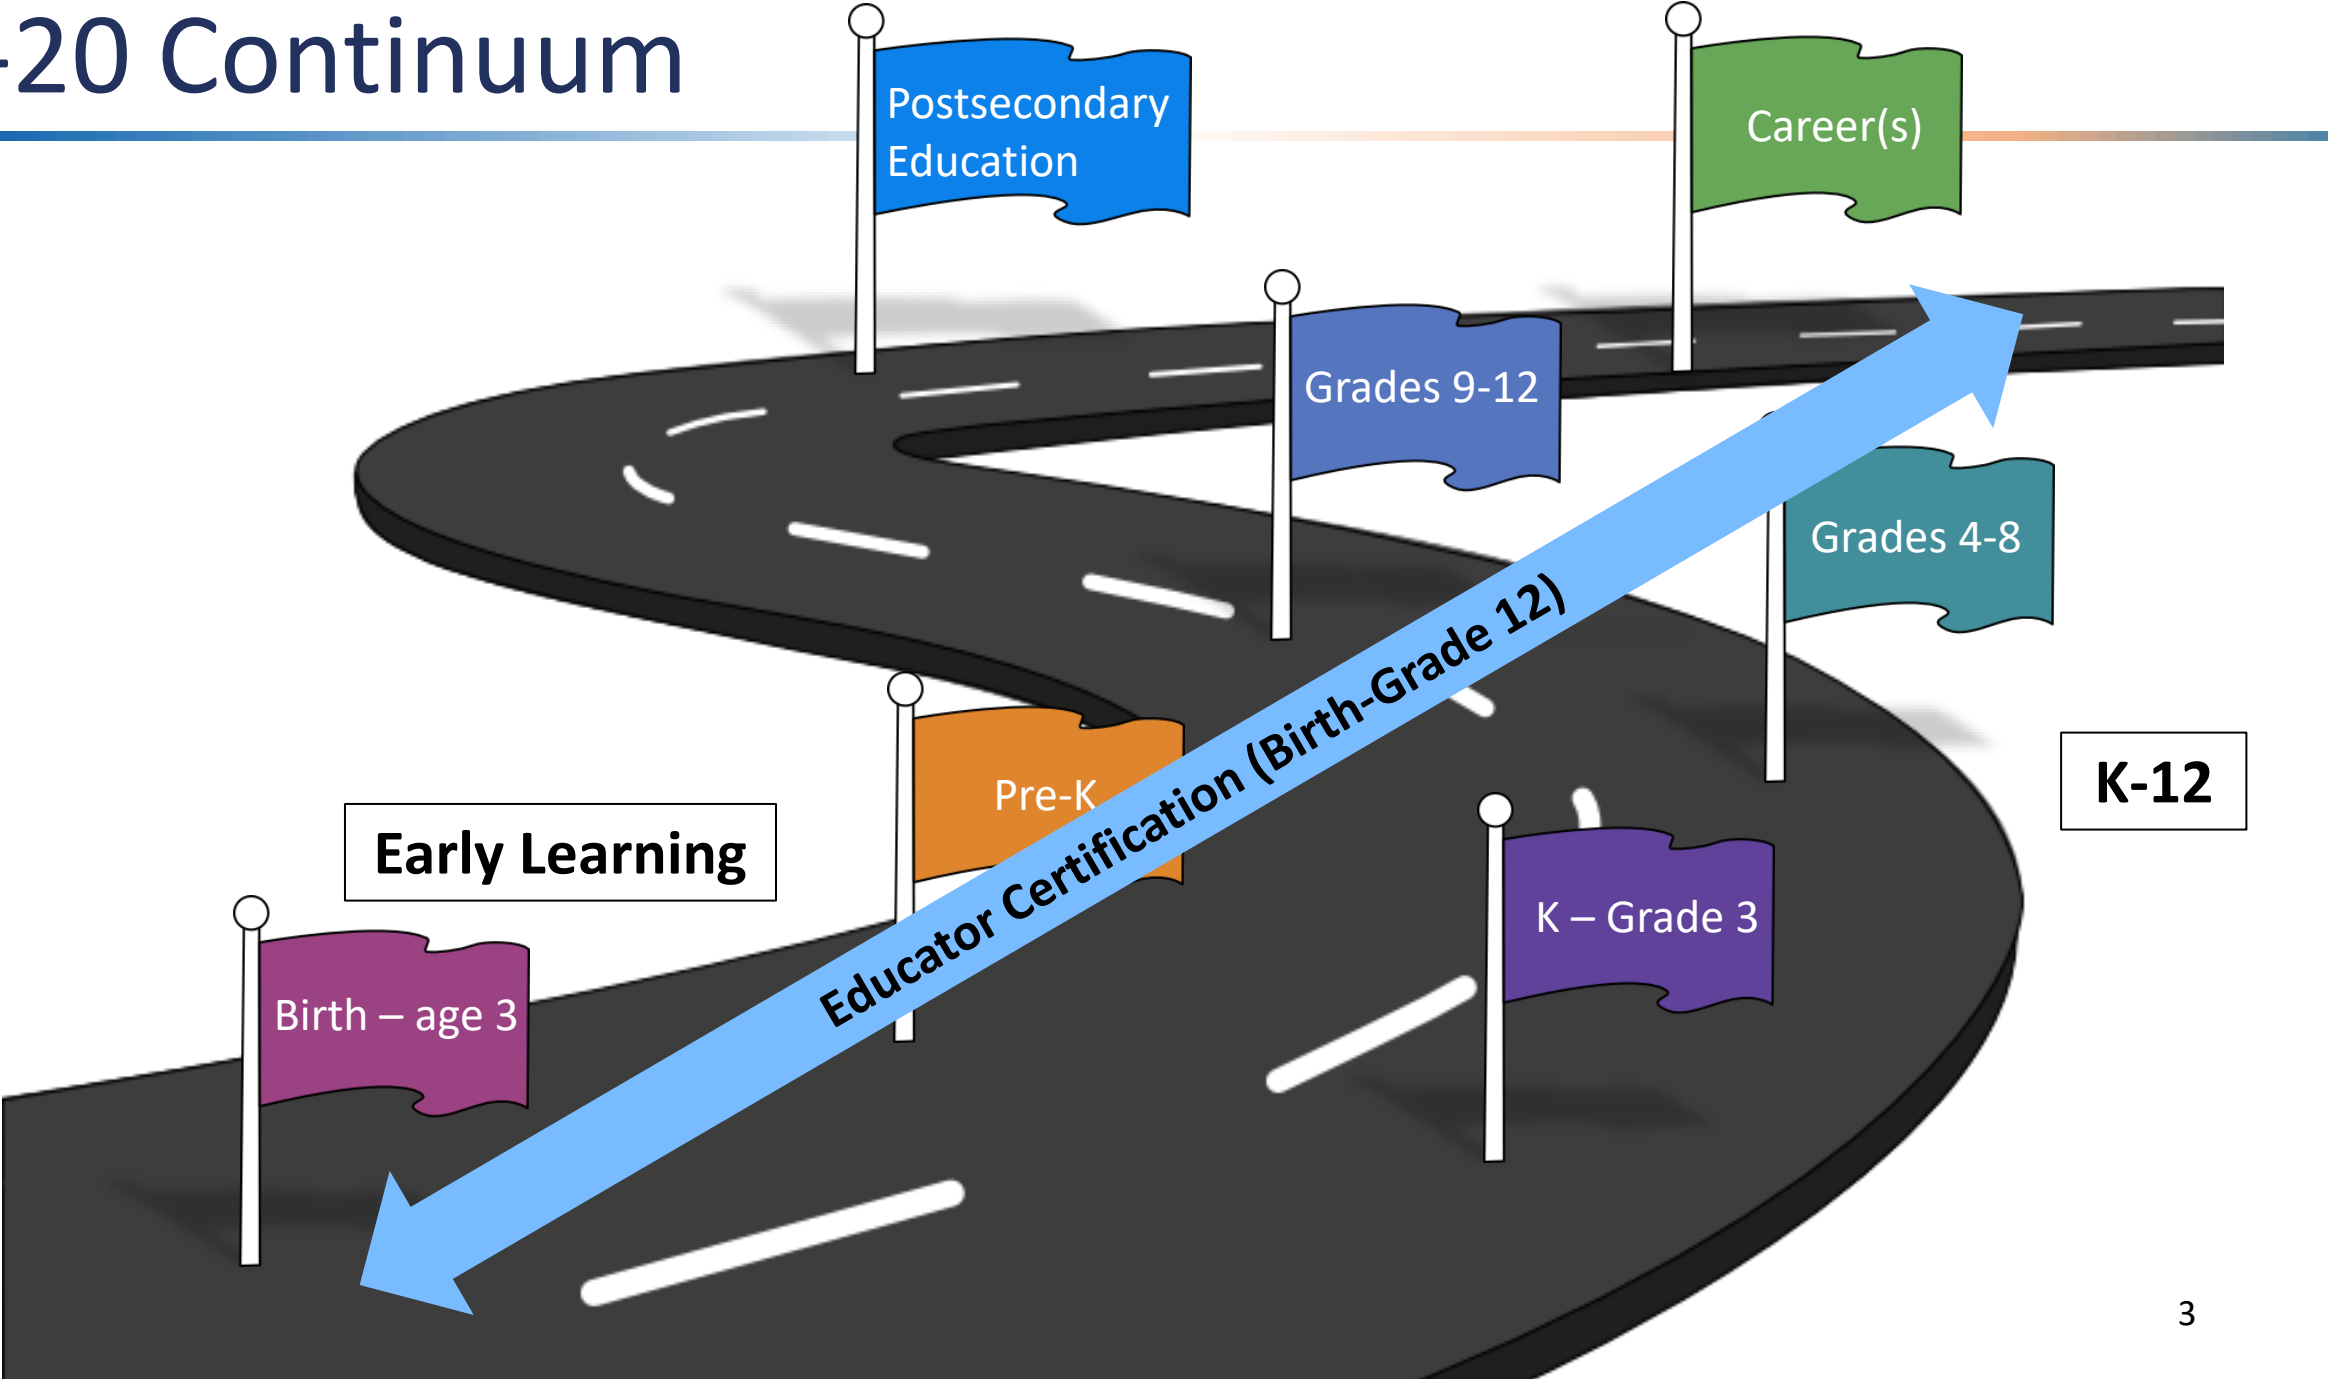 -20 Continuum
Postsecondary
Education
Career(s)
Grades 9-12
Grades 4-8
Educator Certification (Birth-Grade 12)
K-12
Pre-K
Early Learning
K – Grade 3
Birth – age 3
3